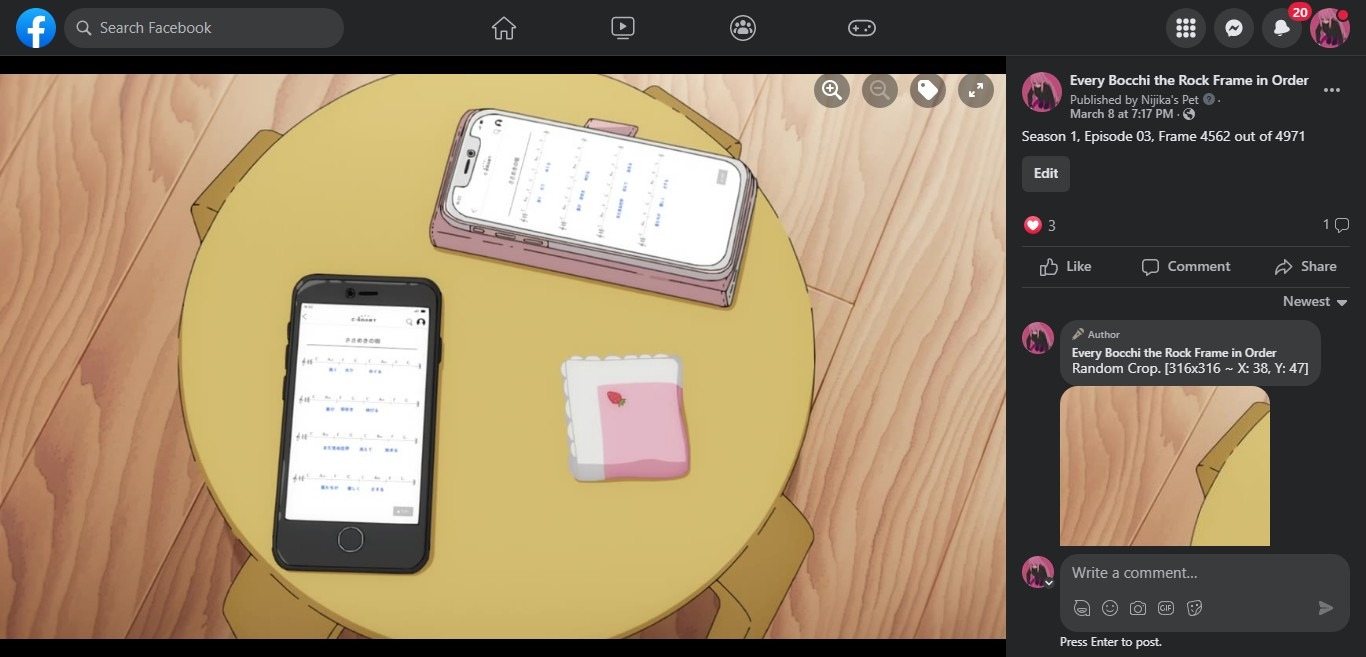 Search Facebook
20
Every Bocchi the Rock Frame in Order
Published by Nijika's Pet ·
March 8 at 7:17 PM ·
Season 1, Episode 03, Frame 4562 out of 4971
Edit
3
1
Like
Comment
Share
Newest
Author
Every Bocchi the Rock Frame in Order
Random Crop. [316x316 ~ X: 38, Y: 47]
Write a comment...
GIF
Press Enter to post.